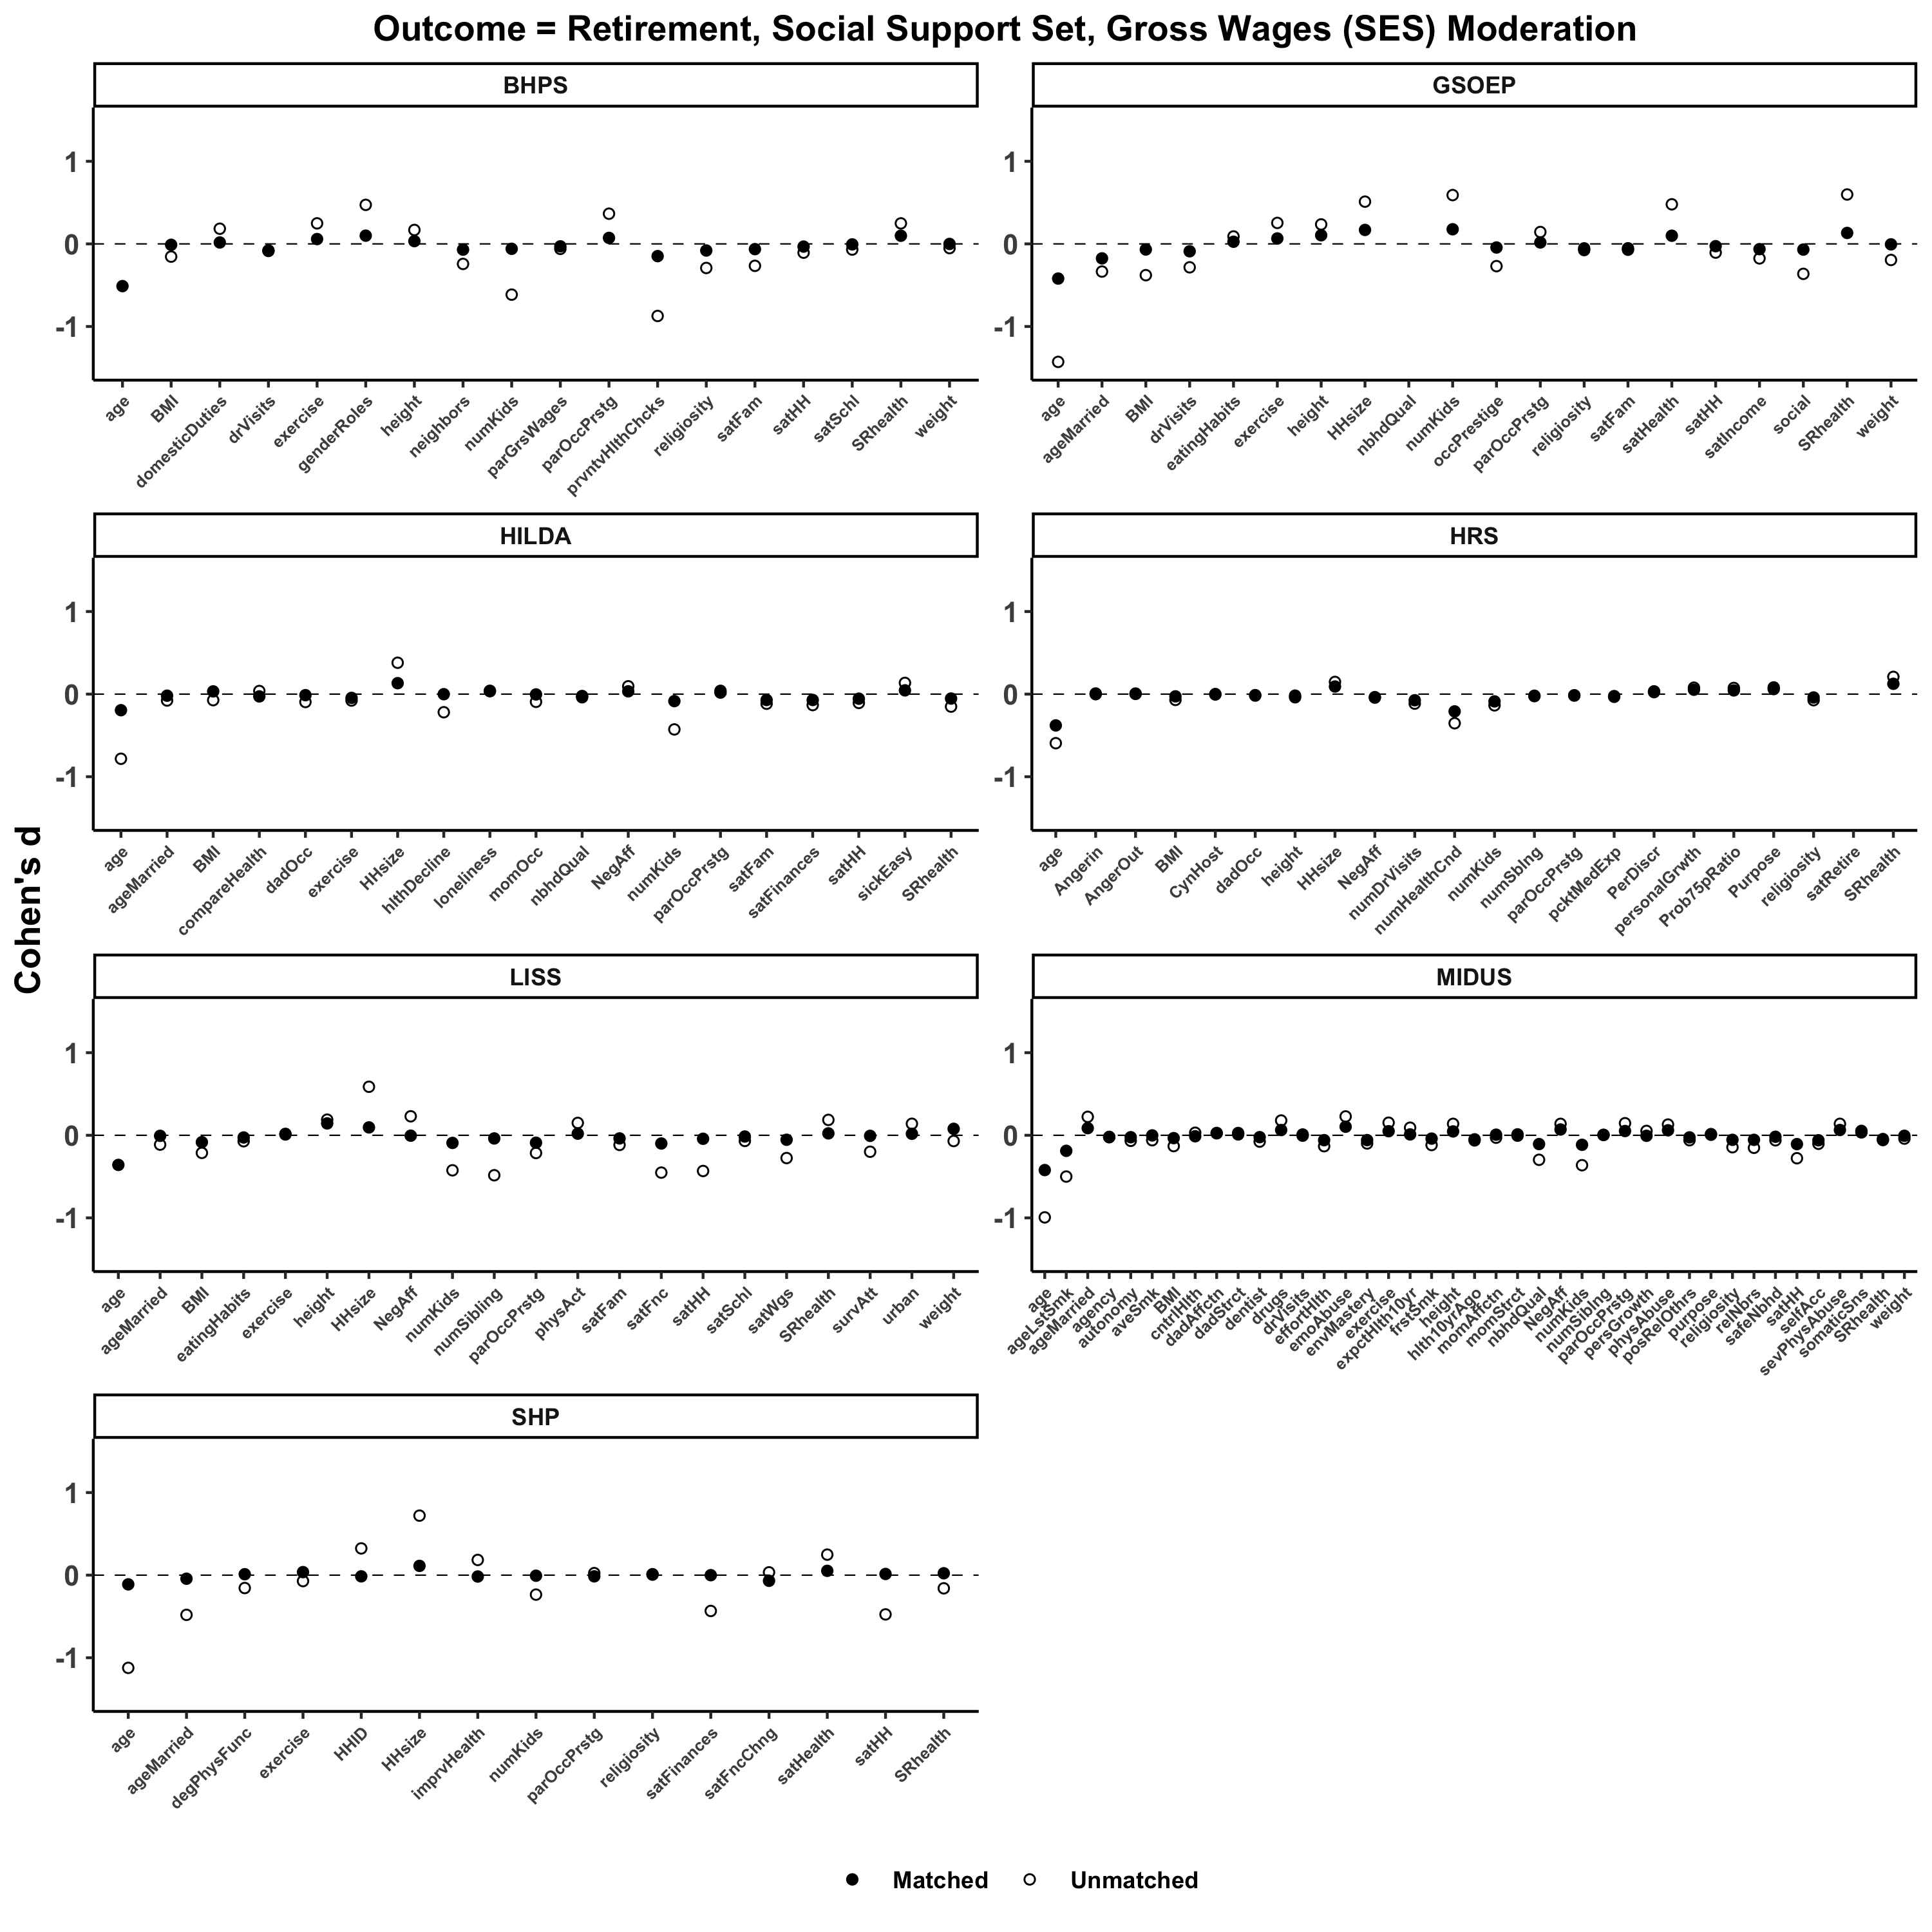 Outcome = Retirement, Social Support Set, Gross Wages (SES) Moderation
Cohen's d
BHPS
1
0
-1
age
BMI
domesticDuties
drVisits
exercise
genderRoles
height
neighbors
numKids
parGrsWages
parOccPrstg
prvntvHlthChcks
religiosity
satFam
satHH
satSchl
SRhealth
weight
GSOEP
1
0
-1
age
ageMarried
BMI
drVisits
eatingHabits
exercise
height
HHsize
nbhdQual
numKids
occPrestige
parOccPrstg
religiosity
satFam
satHealth
satHH
satIncome
social
SRhealth
weight
HILDA
1
0
-1
age
ageMarried
BMI
compareHealth
dadOcc
exercise
HHsize
hlthDecline
loneliness
momOcc
nbhdQual
NegAff
numKids
parOccPrstg
satFam
satFinances
satHH
sickEasy
SRhealth
HRS
1
0
-1
age
Angerin
AngerOut
BMI
CynHost
dadOcc
height
HHsize
NegAff
numDrVisits
numHealthCnd
numKids
numSblng
parOccPrstg
pcktMedExp
PerDiscr
personalGrwth
Prob75pRatio
Purpose
religiosity
satRetire
SRhealth
LISS
1
0
-1
age
ageMarried
BMI
eatingHabits
exercise
height
HHsize
NegAff
numKids
numSibling
parOccPrstg
physAct
satFam
satFnc
satHH
satSchl
satWgs
SRhealth
survAtt
urban
weight
MIDUS
1
0
-1
age
ageLstSmk
ageMarried
agency
autonomy
aveSmk
BMI
cntrlHlth
dadAffctn
dadStrct
dentist
drugs
drVisits
effortHlth
emoAbuse
envMastery
exercise
expctHlth10yr
frstSmk
height
hlth10yrAgo
momAffctn
momStrct
nbhdQual
NegAff
numKids
numSiblng
parOccPrstg
persGrowth
physAbuse
posRelOthrs
purpose
religiosity
relNbrs
safeNbhd
satHH
selfAcc
sevPhysAbuse
somaticSns
SRhealth
weight
SHP
1
0
-1
age
ageMarried
degPhysFunc
exercise
HHID
HHsize
imprvHealth
numKids
parOccPrstg
religiosity
satFinances
satFncChng
satHealth
satHH
SRhealth
Matched
Unmatched